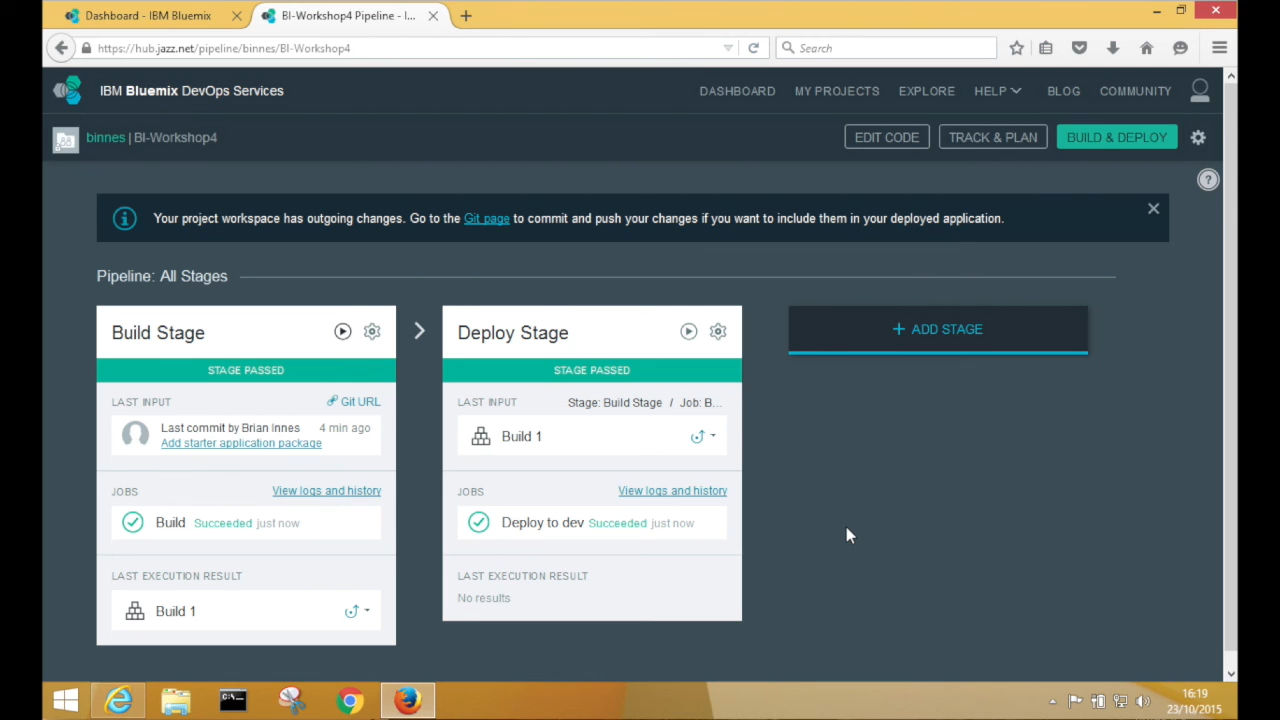 Dashboard - IBM Bluemix
BI-Workshop4 Pipeline - I...
https://hub.jazz.net/pipeline/binnes/BI-Workshop4
Search
IBM Bluemix DevOps Services
DASHBOARD
MY PROJECTS
EXPLORE
HELP
BLOG
COMMUNITY
binnes | BI-Workshop4
EDIT CODE
TRACK & PLAN
BUILD & DEPLOY
?
Your project workspace has outgoing changes. Go to the Git page to commit and push your changes if you want to include them in your deployed application.
Pipeline: All Stages
Build Stage
STAGE PASSED
LAST INPUT
Git URL
Last commit by Brian Innes 4 min ago
Add starter application package
JOBS
View logs and history
Build Succeeded just now
LAST EXECUTION RESULT
Build 1
Deploy Stage
STAGE PASSED
LAST INPUT
Stage: Build Stage / Job: B...
Build 1
JOBS
View logs and history
Deploy to dev Succeeded just now
LAST EXECUTION RESULT
No results
+ ADD STAGE
16:19
23/10/2015